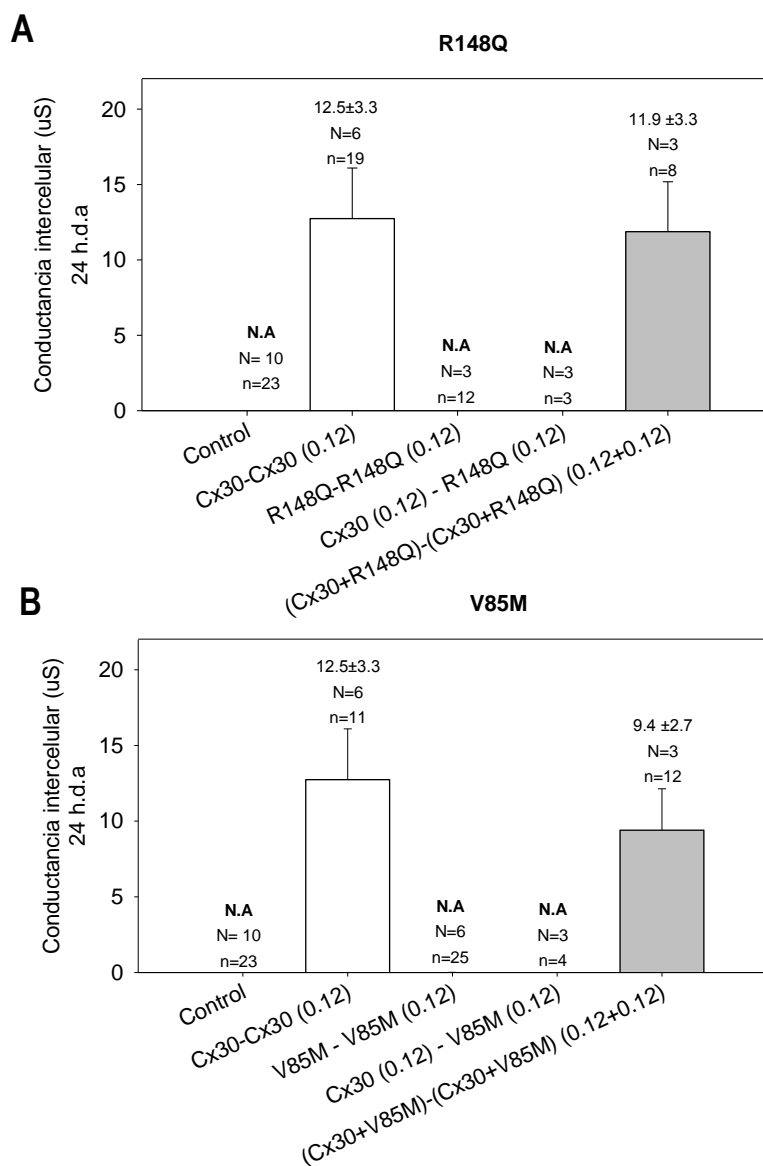 A
R148Q
Conductancia intercelular (uS)
24 h.d.a
20
15
10
5
0
N.A
N= 10
n=23
12.5±3.3
N=6
n=19
N.A
N=3
n=12
N.A
N=3
n=3
11.9 ±3.3
N=3
n=8
Control
Cx30-Cx30 (0.12)
R148Q-R148Q (0.12)
Cx30 (0.12) - R148Q (0.12)
(Cx30+R148Q)-(Cx30+R148Q) (0.12+0.12)
B
V85M
Conductancia intercelular (uS)
24 h.d.a
20
15
10
5
0
N.A
N= 10
n=23
12.5±3.3
N=6
n=11
N.A
N=6
n=25
N.A
N=3
n=4
9.4 ±2.7
N=3
n=12
Control
Cx30-Cx30 (0.12)
V85M - V85M (0.12)
Cx30 (0.12) - V85M (0.12)
(Cx30+V85M)-(Cx30+V85M) (0.12+0.12)